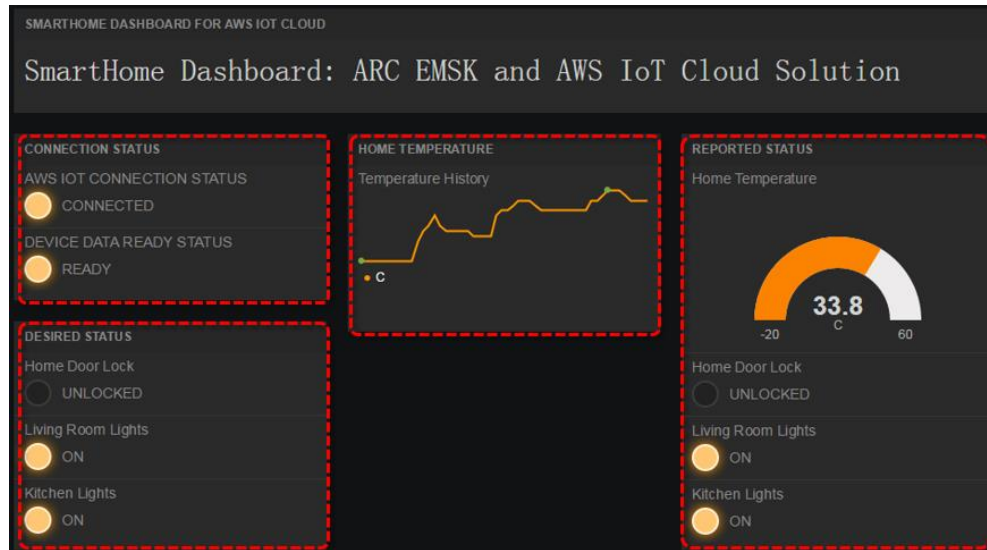 SMARTHOME DASHBOARD FOR AWS IOT CLOUD
SmartHome Dashboard: ARC EMSK and AWS IoT Cloud Solution
CONNECTION STATUS
AWS IOT CONNECTION STATUS
CONNECTED
DEVICE DATA READY STATUS
READY
DESIRED STATUS
Home Door Lock
UNLOCKED
Living Room Lights
ON
Kitchen Lights
ON
HOME TEMPERATURE
Temperature History
C
REPORTED STATUS
Home Temperature
33.8
C
-20
60
Home Door Lock
UNLOCKED
Living Room Lights
ON
Kitchen Lights
ON